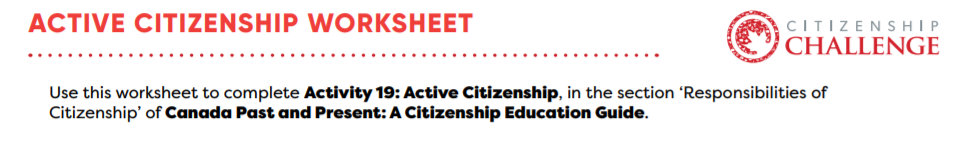 ACTIVE CITIZENSHIP WORKSHEET
CITIZENSHIP
CHALLENGE
Use this worksheet to complete Activity 19: Active Citizenship, in the section ‘Responsibilities of
Citizenship’ of Canada Past and Present: A Citizenship Education Guide.